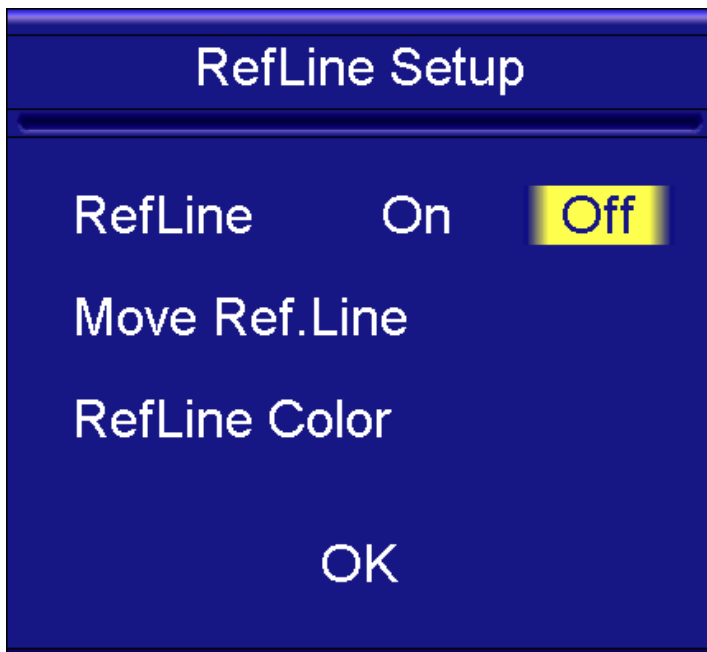 RefLine Setup
RefLine On Off
Move Ref.Line
RefLine Color
OK